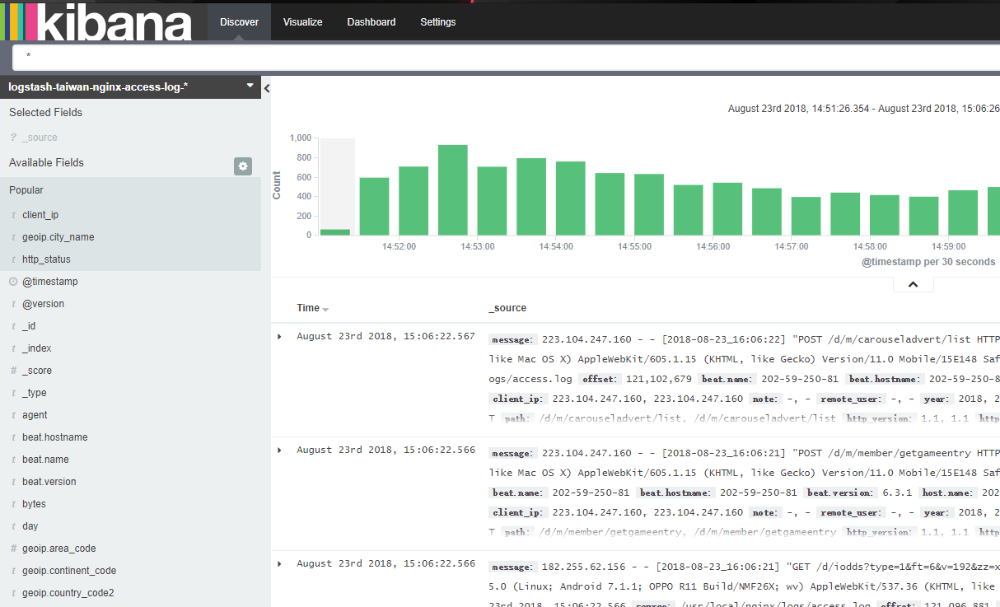 kibana
Discover Visualize Dashboard Settings
*
logstash-taiwan-nginx-access-log-*
Selected Fields
? _source
Available Fields
Popular
t client_ip
t geoip.city_name
t http_status
@timestamp
t @version
t _id
t _index
# _score
t _type
t agent
t beat.hostname
t beat.name
t beat.version
t bytes
t day
# geoip.area_code
t geoip.continent_code
t geoip.country_code2
August 23rd 2018, 14:51:26.354 - August 23rd 2018, 15:06:26
1,000
800
600
400
200
0
Count
14:52:00 14:53:00 14:54:00 14:55:00 14:56:00 14:57:00 14:58:00 14:59:00
@timestamp per 30 seconds
Time _source
August 23rd 2018, 15:06:22.567
message: 223.104.247.160 - - [2018-08-23_16:06:22] "POST /d/m/carouseladvert/list HTTP
like Mac OS X) AppleWebKit/605.1.15 (KHTML, like Gecko) Version/11.0 Mobile/15E148 Saf
ogs/access.log offset: 121,102,679 beat.name: 202-59-250-81 beat.hostname: 202-59-250-8
client_ip: 223.104.247.160, 223.104.247.160 note: -, - remote_user: -, - year: 2018, 2
T path: /d/m/carouseladvert/list, /d/m/carouseladvert/list http_version: 1.1, 1.1 http
August 23rd 2018, 15:06:22.566
message: 223.104.247.160 - - [2018-08-23_16:06:21] "POST /d/m/member/getgameentry HTTP
like Mac OS X) AppleWebKit/605.1.15 (KHTML, like Gecko) Version/11.0 Mobile/15E148 Saf
beat.name: 202-59-250-81 beat.hostname: 202-59-250-81 beat.version: 6.3.1 host.name: 202
client_ip: 223.104.247.160, 223.104.247.160 note: -, - remote_user: -, - year: 2018, 2
T path: /d/m/member/getgameentry, /d/m/member/getgameentry http_version: 1.1, 1.1 http
August 23rd 2018, 15:06:22.566
message: 182.255.62.156 - - [2018-08-23_16:06:21] "GET /d/iodds?type=1&ft=6&v=192&zz=x
5.0 (Linux; Android 7.1.1; OPPO R11 Build/NMF26X; wv) AppleWebKit/537.36 (KHTML, like
23rd 2018, 15:06:22.566 source: /usr/local/nginx/logs/access.log offset: 121,096,881